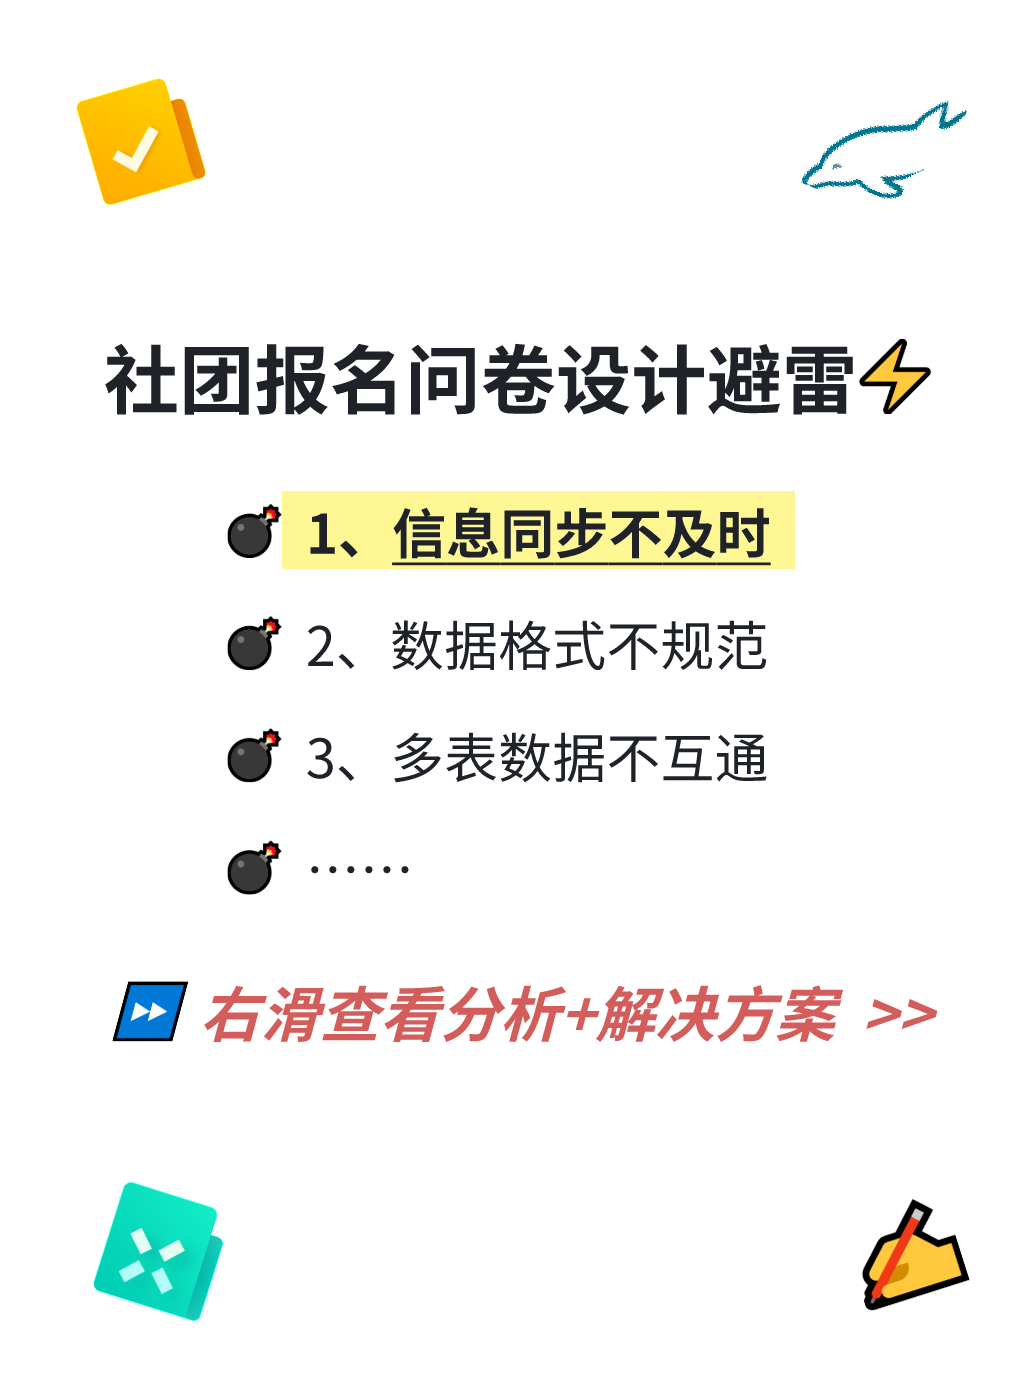 社团报名问卷设计避雷⚡
💣 1、信息同步不及时
💣 2、数据格式不规范
💣 3、多表数据不互通
💣 ……
⏩ 右滑查看分析+解决方案 >>